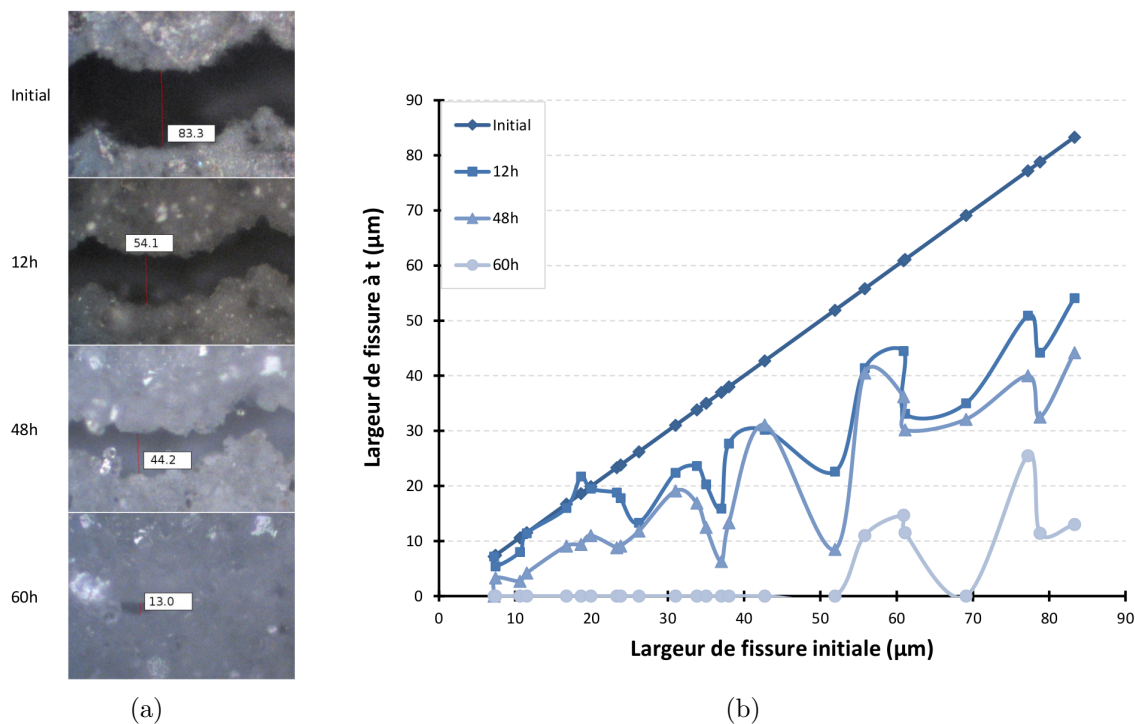 Initial
83.3
12h
54.1
48h
44.2
60h
13.0
(a)
Largeur de fissure à t (µm)
90
80
70
60
50
40
30
20
10
0
Initial
12h
48h
60h
0 10 20 30 40 50 60 70 80 90
Largeur de fissure initiale (µm)
(b)